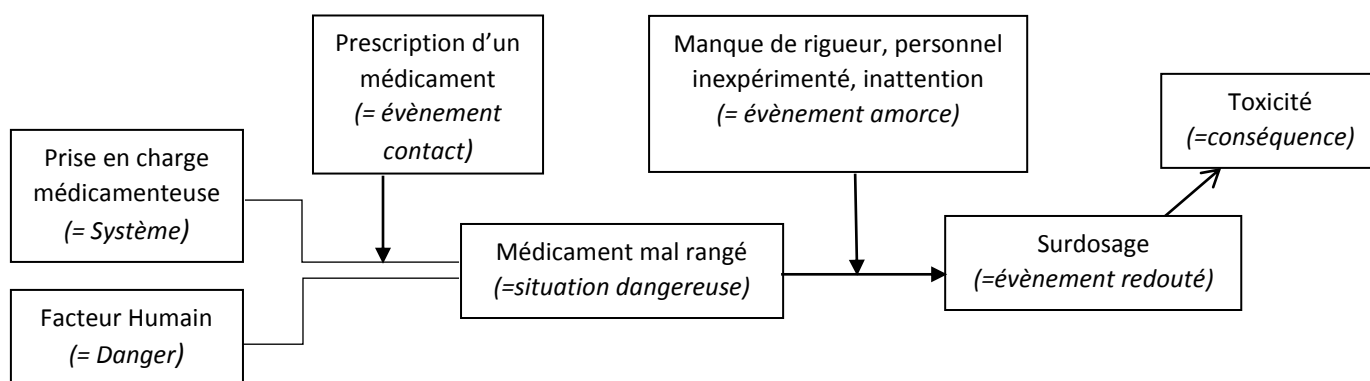 Prescription d’un
médicament
(= évènement
contact)
Manque de rigueur, personnel
inexpérimenté, inattention
(= évènement amorce)
Toxicité
(=conséquence)
Prise en charge
médicamenteuse
(= Système)
Médicament mal rangé
(=situation dangereuse)
Surdosage
(=évènement redouté)
Facteur Humain
(= Danger)